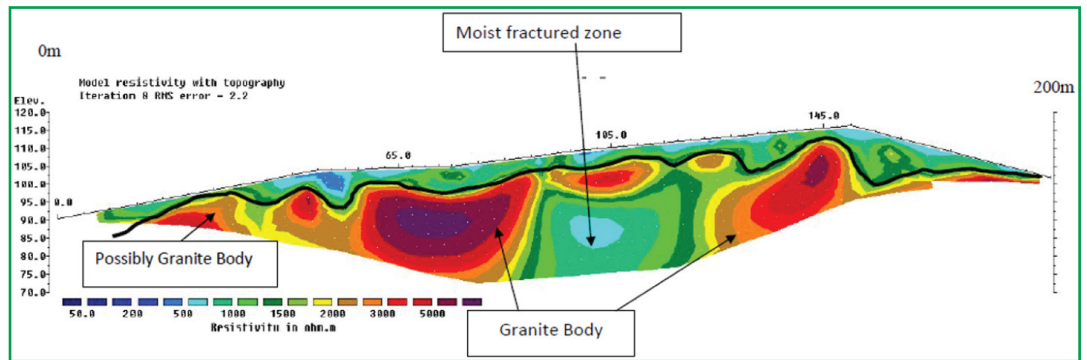 Moist fractured zone
0m
Model resistivity with topography
Iteration 8 RMS error = 2.2
200m
Elev.
120.0
115.0
110.0
105.0
100.0
95.0
90.0
85.0
80.0
75.0
70.0
0.0
65.0
105.0
145.0
Possibly Granite Body
50.0 200 500 1000 1500 2000 3000 5000
Resistivitu in ohm.m
Granite Body